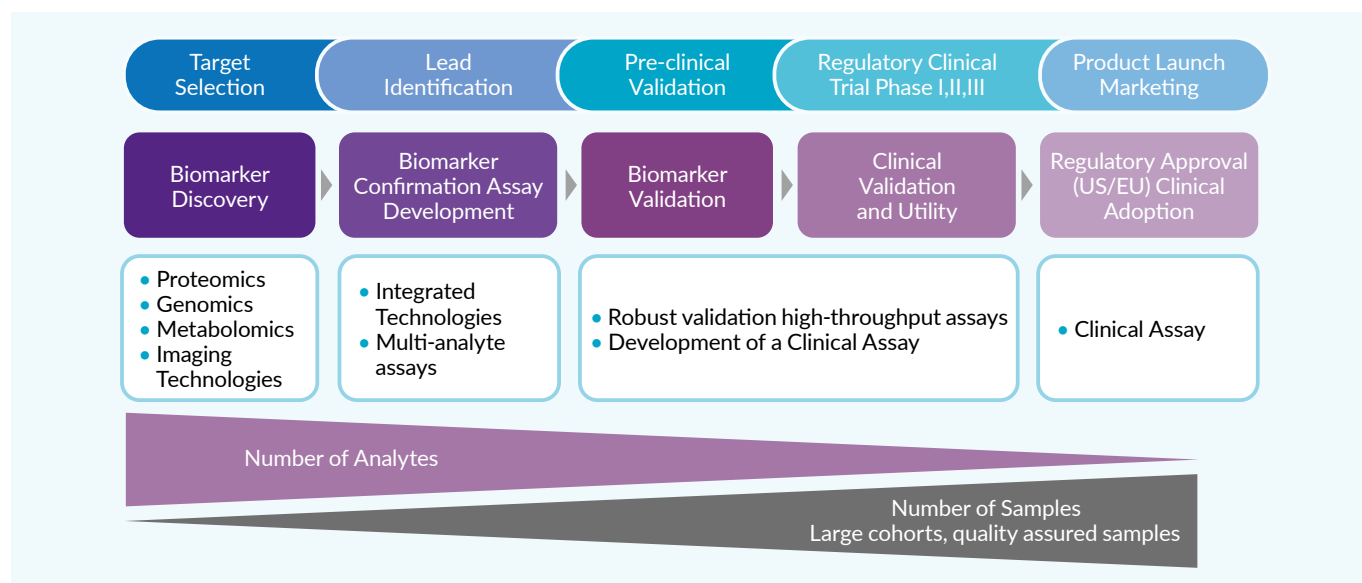 Target
Selection
Lead
Identification
Pre-clinical
Validation
Regulatory Clinical
Trial Phase I,II,III
Product Launch
Marketing
Biomarker
Discovery
Biomarker
Confirmation Assay
Development
Biomarker
Validation
Clinical
Validation
and Utility
Regulatory Approval
(US/EU) Clinical
Adoption
• Proteomics
• Genomics
• Metabolomics
• Imaging
Technologies
• Integrated
Technologies
• Multi-analyte
assays
• Robust validation high-throughput assays
• Development of a Clinical Assay
• Clinical Assay
Number of Analytes
Number of Samples
Large cohorts, quality assured samples